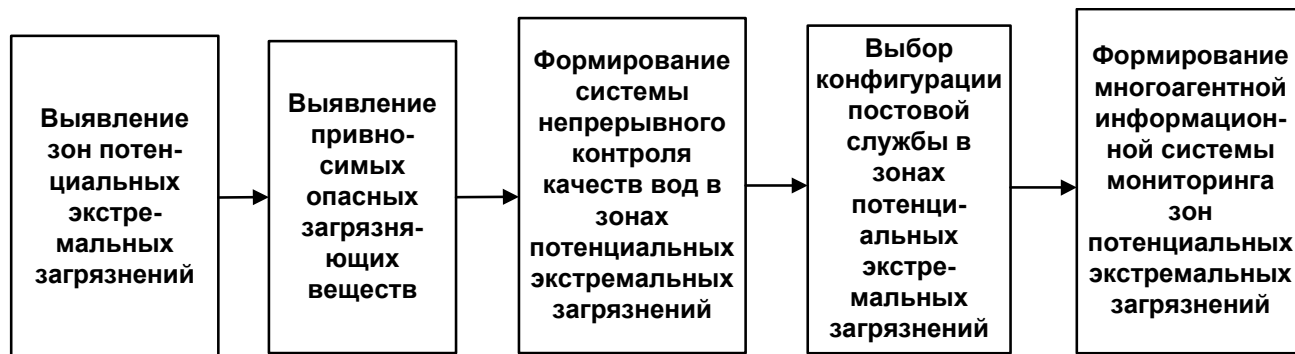 Выявление
зон потен-
циальных
экстре-
мальных
загрязнений
Выявление
привно-
симых
опасных
загрязня-
ющих
веществ
Формирование
системы
непрерывного
контроля
качеств вод в
зонах
потенциальных
экстремальных
загрязнений
Выбор
конфигурации
постовой
службы в
зонах
потенци-
альных
экстре-
мальных
загрязнений
Формирование
многоагентной
информацион-
ной системы
мониторинга
зон
потенциальных
экстремальных
загрязнений